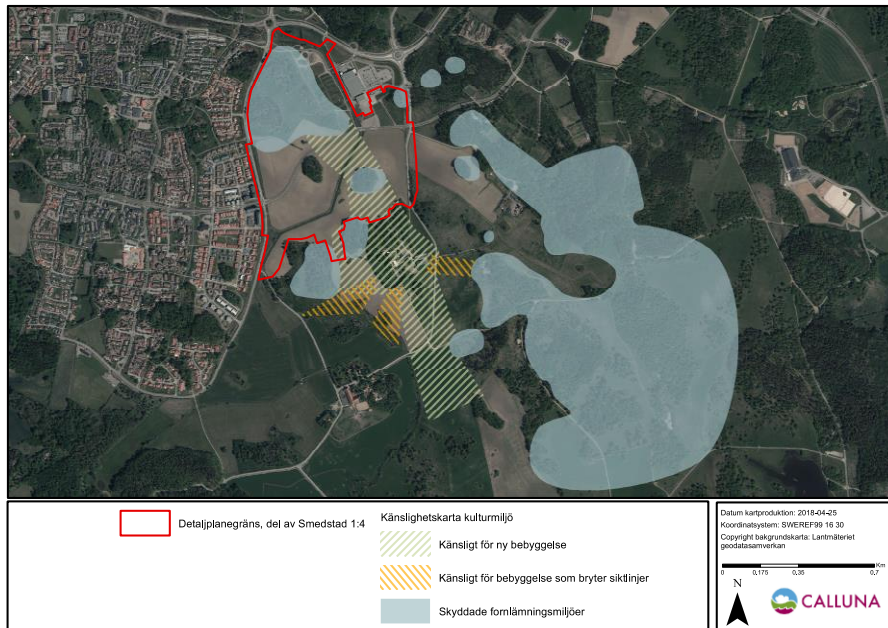 Detaljplanegräns, del av Smedstad 1:4
Känslighetskarta kulturmiljö
Känsligt för ny bebyggelse
Känsligt för bebyggelse som bryter siktlinjer
Skyddade fornlämningsmiljöer
Datum kartproduktion: 2018-04-25
Koordinatsystem: SWEREF99 16 30
Copyright bakgrundskarta: Lantmäteriet
geodatasamverkan
Km
0 0,175 0,35 0,7
N
CALLUNA